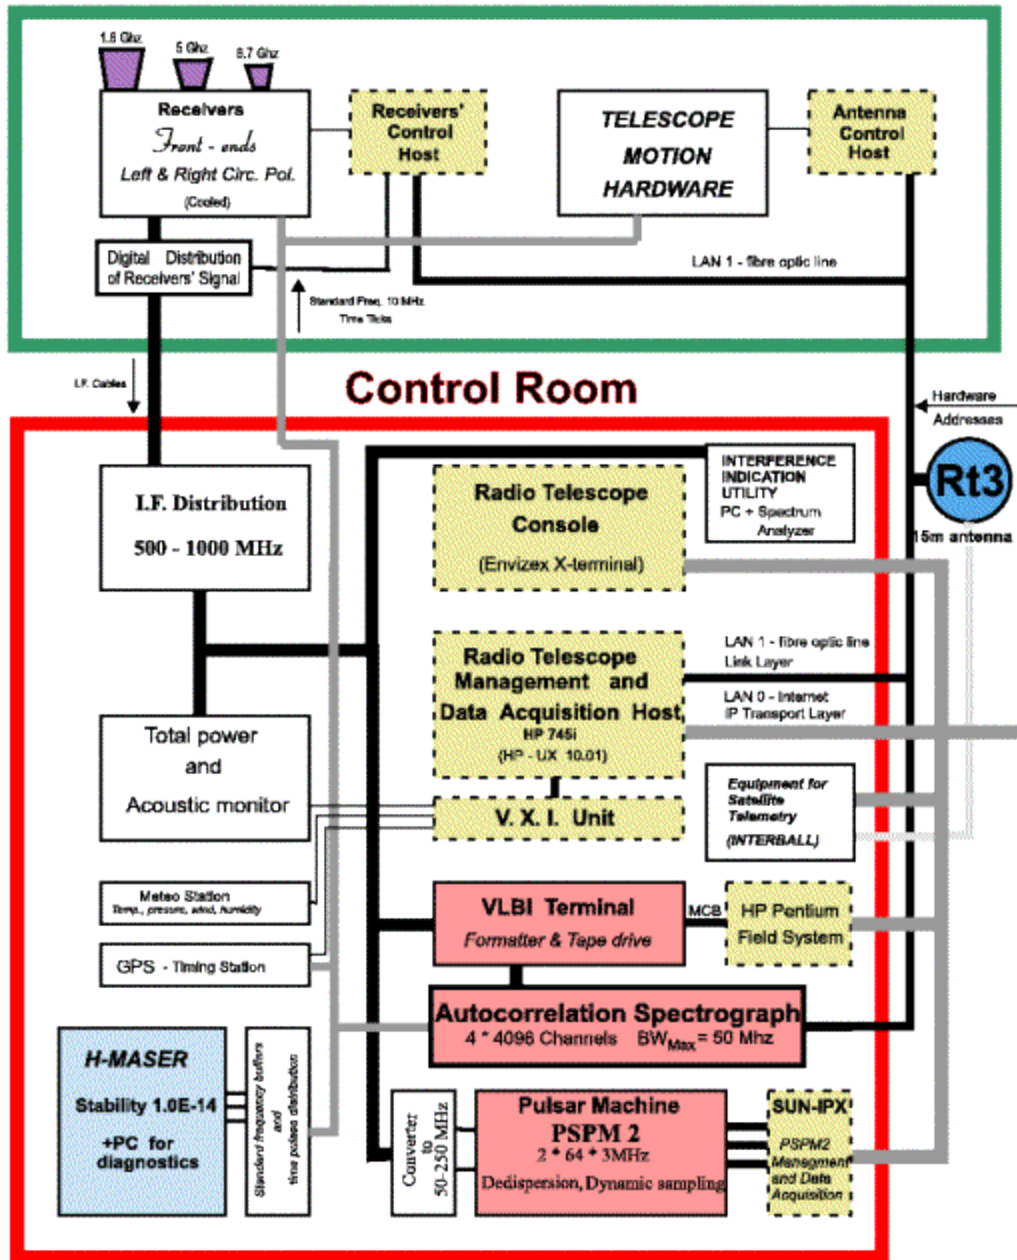 1.6 Ghz
5 Ghz
6.7 Ghz
Receivers
Front - ends
Left & Right Circ. Pol.
(Cooled)
Receivers'
Control
Host
TELESCOPE
MOTION
HARDWARE
Antenna
Control
Host
Digital Distribution
of Receivers' Signal
LAN 1 - fibre optic line
Standard Freq. 10 MHz
Time Ticks
I.F. Cables
Control Room
Hardware
Addresses
Rt3
15m antenna
I.F. Distribution
500 - 1000 MHz
Radio Telescope
Console
(Envizex X-terminal)
INTERFERENCE
INDICATION
UTILITY
PC + Spectrum
Analyzer
Radio Telescope
Management and
Data Acquisition Host
HP 745i
(HP - UX 10.01)
LAN 1 - fibre optic line
Link Layer
LAN 0 - Internet
IP Transport Layer
Total power
and
Acoustic monitor
V. X. I. Unit
Equipment for
Satellite
Telemetry
(INTERBALL)
Meteo Station
Temp., pressure, wind, humidity
GPS - Timing Station
VLBI Terminal
Formatter & Tape drive
MCB
HP Pentium
Field System
Autocorrelation Spectrograph
4 * 4096 Channels BWMax = 50 Mhz
H-MASER
Stability 1.0E-14
+PC for
diagnostics
Standard frequency buffers
and
time pulses distribution
Converter
to
50-250 MHz
Pulsar Machine
PSPM 2
2 * 64 * 3MHz
Dedispersion, Dynamic sampling
SUN-IPX
PSPM2
Managment
and Data
Acquisition